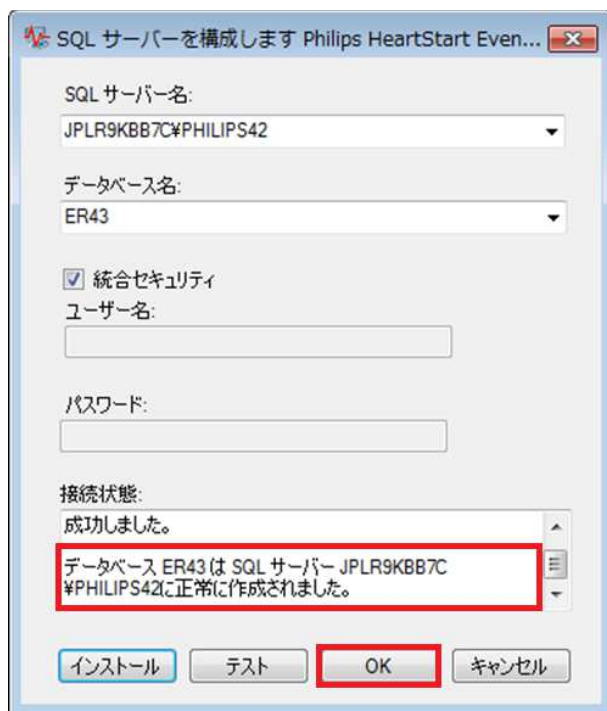 SQL サーバーを構成します Philips HeartStart Even...
SQL サーバー名:
JPLR9KBB7C¥PHILIPS42
データベース名:
ER43
統合セキュリティ
ユーザー名:
パスワード:
接続状態:
成功しました。
データベース ER43 は SQL サーバー JPLR9KBB7C
¥PHILIPS42に正常に作成されました。
インストール テスト OK キャンセル